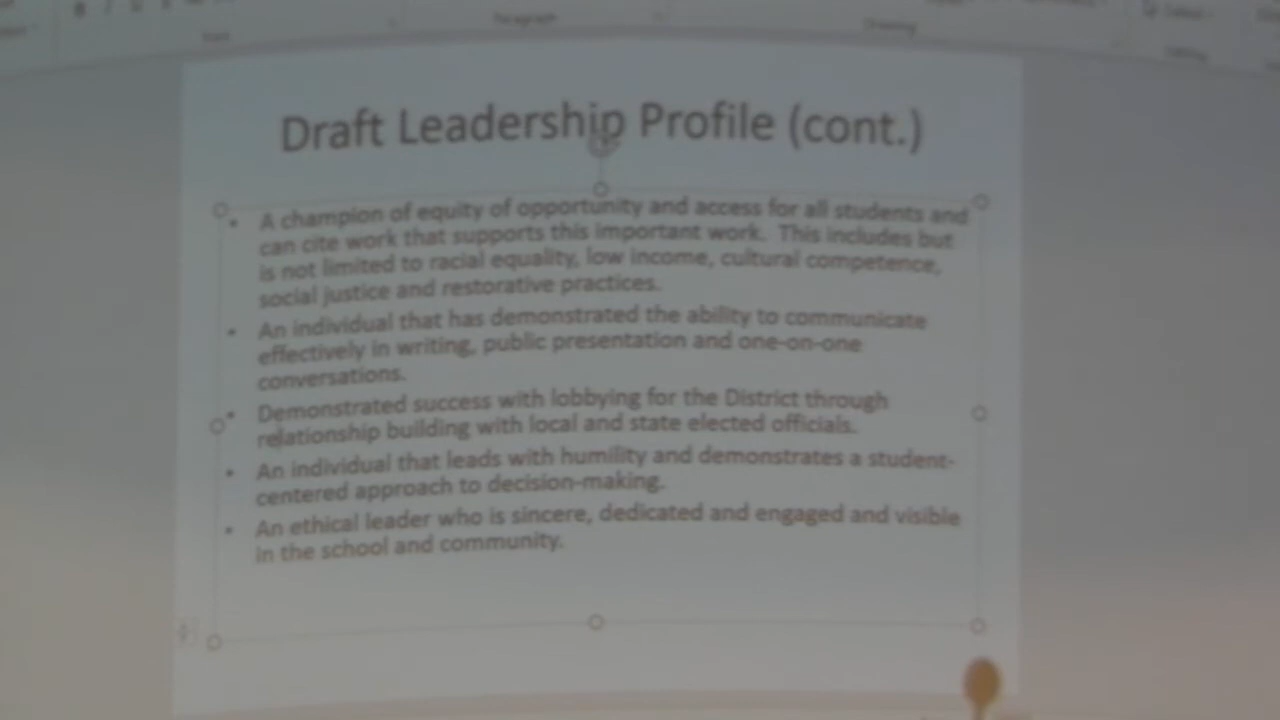 Paragraph
Drawing
Select
Draft Leadership Profile (cont.)
• A champion of equity of opportunity and access for all students and
can cite work that supports this important work. This includes but
is not limited to racial equality, low income, cultural competence,
social justice and restorative practices.
• An individual that has demonstrated the ability to communicate
effectively in writing, public presentation and one-on-one
conversations.
• Demonstrated success with lobbying for the District through
relationship building with local and state elected officials.
• An individual that leads with humility and demonstrates a student-
centered approach to decision-making.
• An ethical leader who is sincere, dedicated and engaged and visible
in the school and community.